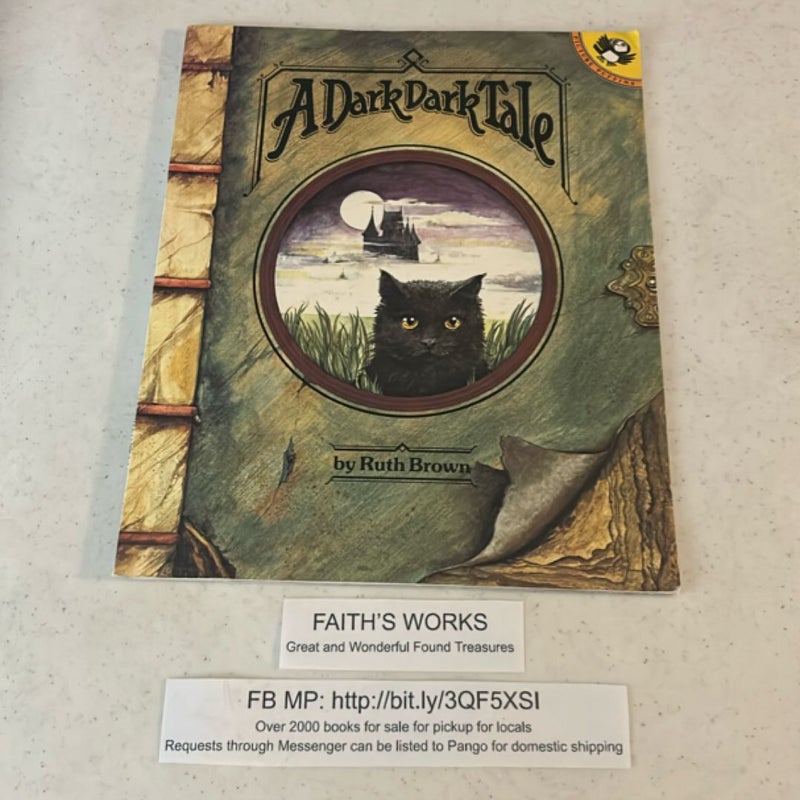 A Dark Dark Tale
PICTURE PUFFINS
by Ruth Brown
FAITH'S WORKS
Great and Wonderful Found Treasures
FB MP: http://bit.ly/3QF5XSI
Over 2000 books for sale for pickup for locals
Requests through Messenger can be listed to Pango for domestic shipping